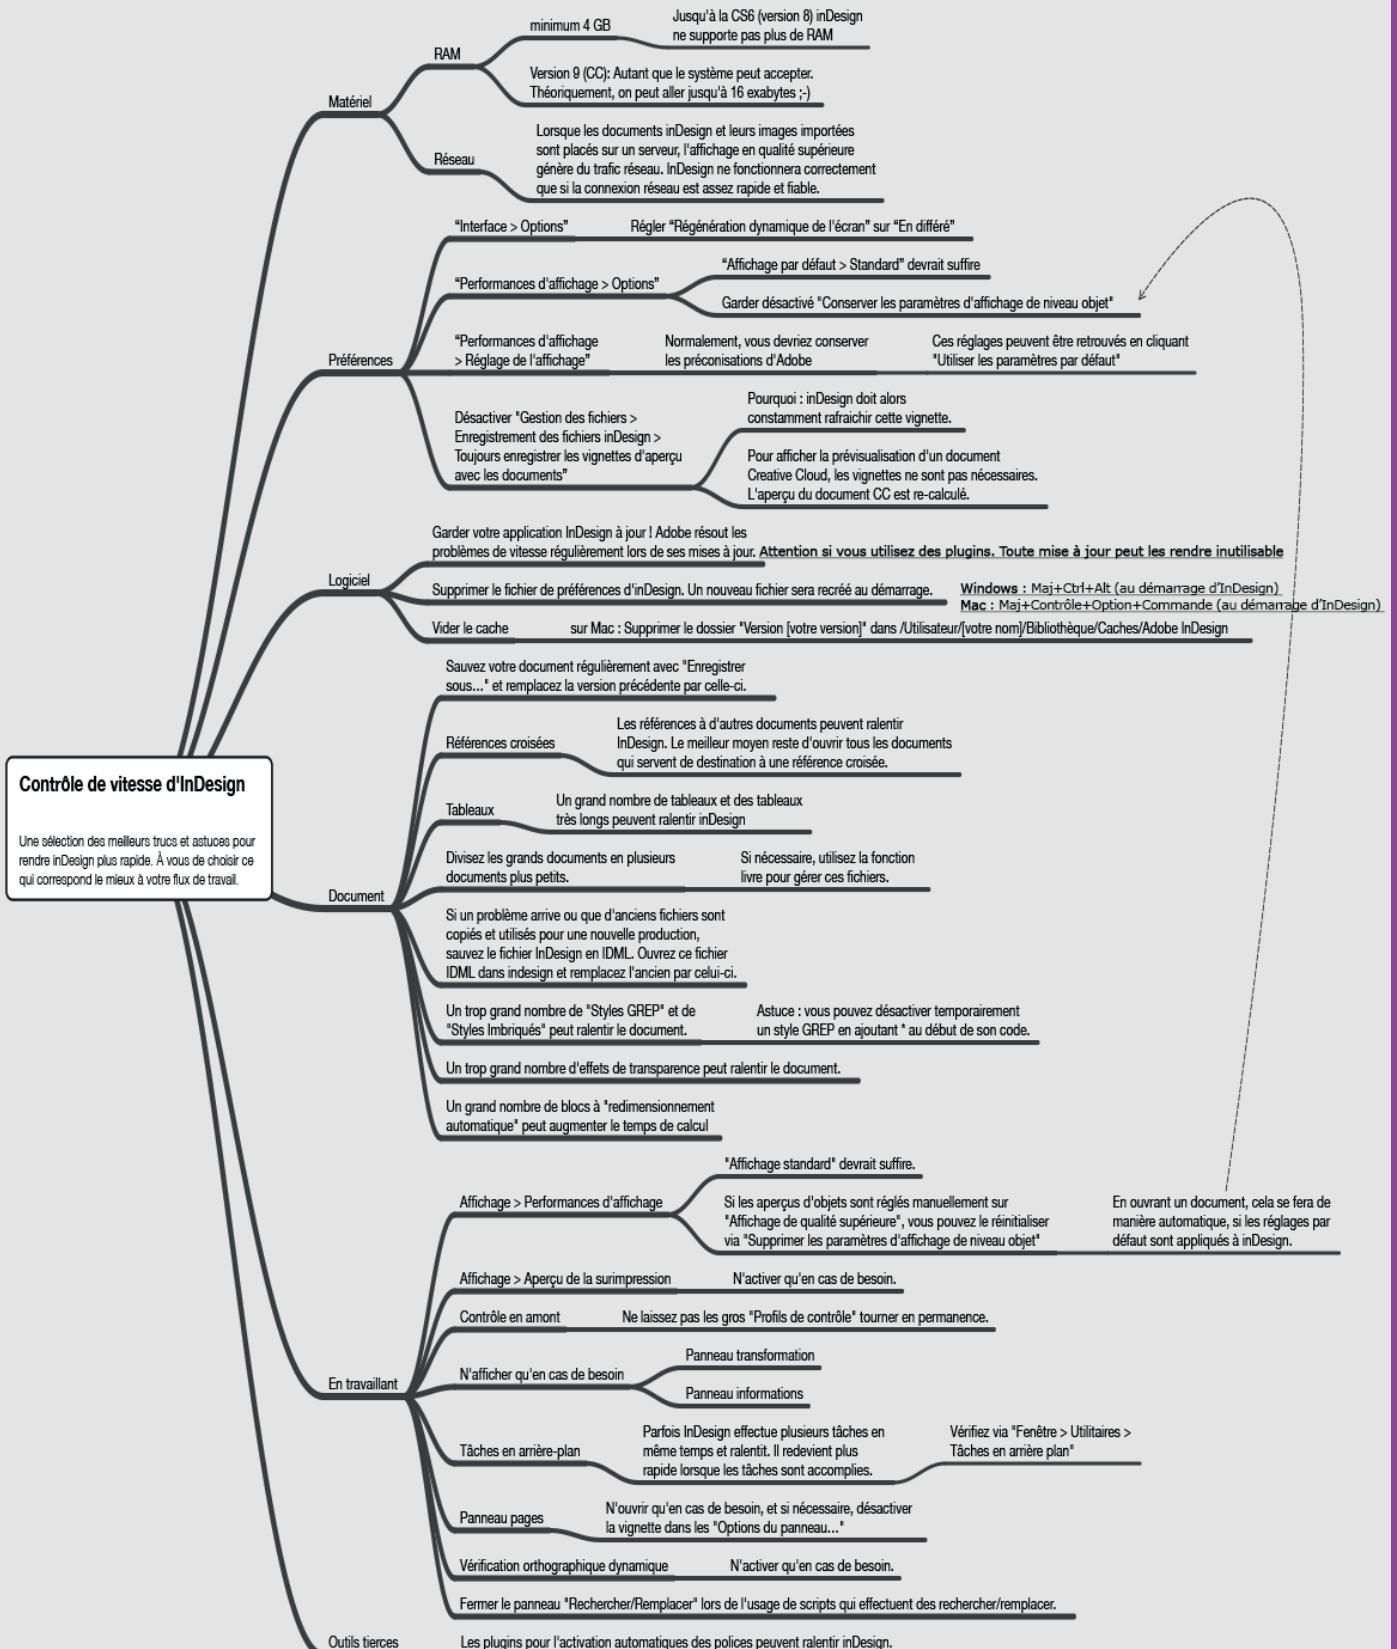 minimum 4 GB
Jusqu'à la CS6 (version 8) inDesign
ne supporte pas plus de RAM
RAM
Version 9 (CC): Autant que le système peut accepter.
Théoriquement, on peut aller jusqu'à 16 exabytes ;-)
Matériel
Lorsque les documents inDesign et leurs images importées
sont placés sur un serveur, l'affichage en qualité supérieure
génère du trafic réseau. InDesign ne fonctionnera correctement
que si la connexion réseau est assez rapide et fiable.
Réseau
“Interface > Options”
Régler “Régénération dynamique de l'écran” sur “En différé”
“Performances d'affichage > Options”
“Affichage par défaut > Standard” devrait suffire
Garder désactivé "Conserver les paramètres d'affichage de niveau objet"
Préférences
“Performances d'affichage
> Réglage de l'affichage”
Normalement, vous devriez conserver
les préconisations d'Adobe
Ces réglages peuvent être retrouvés en cliquant
"Utiliser les paramètres par défaut"
Désactiver "Gestion des fichiers >
Enregistrement des fichiers inDesign >
Toujours enregistrer les vignettes d'aperçu
avec les documents”
Pourquoi : inDesign doit alors
constamment rafraichir cette vignette.
Pour afficher la prévisualisation d'un document
Creative Cloud, les vignettes ne sont pas nécessaires.
L'aperçu du document CC est re-calculé.
Logiciel
Garder votre application InDesign à jour ! Adobe résout les
problèmes de vitesse régulièrement lors de ses mises à jour. Attention si vous utilisez des plugins. Toute mise à jour peut les rendre inutilisable
Supprimer le fichier de préférences d'inDesign. Un nouveau fichier sera recréé au démarrage.
Windows : Maj+Ctrl+Alt (au démarrage d’InDesign)
Mac : Maj+Contrôle+Option+Commande (au démarrage d’InDesign)
Vider le cache
sur Mac : Supprimer le dossier "Version [votre version]" dans /Utilisateur/[votre nom]/Bibliothèque/Caches/Adobe InDesign
Contrôle de vitesse d'InDesign
Une sélection des meilleurs trucs et astuces pour
rendre inDesign plus rapide. À vous de choisir ce
qui correspond le mieux à votre flux de travail.
Document
Sauvez votre document régulièrement avec "Enregistrer
sous..." et remplacez la version précédente par celle-ci.
Références croisées
Les références à d'autres documents peuvent ralentir
InDesign. Le meilleur moyen reste d'ouvrir tous les documents
qui servent de destination à une référence croisée.
Tableaux
Un grand nombre de tableaux et des tableaux
très longs peuvent ralentir inDesign
Divisez les grands documents en plusieurs
documents plus petits.
Si nécessaire, utilisez la fonction
livre pour gérer ces fichiers.
Si un problème arrive ou que d'anciens fichiers sont
copiés et utilisés pour une nouvelle production,
sauvez le fichier InDesign en IDML. Ouvrez ce fichier
IDML dans indesign et remplacez l'ancien par celui-ci.
Un trop grand nombre de "Styles GREP" et de
"Styles Imbriqués" peut ralentir le document.
Astuce : vous pouvez désactiver temporairement
un style GREP en ajoutant * au début de son code.
Un trop grand nombre d'effets de transparence peut ralentir le document.
Un grand nombre de blocs à "redimensionnement
automatique" peut augmenter le temps de calcul
En travaillant
Affichage > Performances d'affichage
"Affichage standard" devrait suffire.
Si les aperçus d'objets sont réglés manuellement sur
"Affichage de qualité supérieure", vous pouvez le réinitialiser
via "Supprimer les paramètres d'affichage de niveau objet"
En ouvrant un document, cela se fera de
manière automatique, si les réglages par
défaut sont appliqués à inDesign.
Affichage > Aperçu de la surimpression
N'activer qu'en cas de besoin.
Contrôle en amont
Ne laissez pas les gros "Profils de contrôle" tourner en permanence.
N'afficher qu'en cas de besoin
Panneau transformation
Panneau informations
Tâches en arrière-plan
Parfois InDesign effectue plusieurs tâches en
même temps et ralentit. Il redevient plus
rapide lorsque les tâches sont accomplies.
Vérifiez via "Fenêtre > Utilitaires >
Tâches en arrière plan"
Panneau pages
N'ouvrir qu'en cas de besoin, et si nécessaire, désactiver
la vignette dans les "Options du panneau..."
Vérification orthographique dynamique
N'activer qu'en cas de besoin.
Fermer le panneau "Rechercher/Remplacer" lors de l'usage de scripts qui effectuent des rechercher/remplacer.
Outils tierces
Les plugins pour l'activation automatiques des polices peuvent ralentir inDesign.